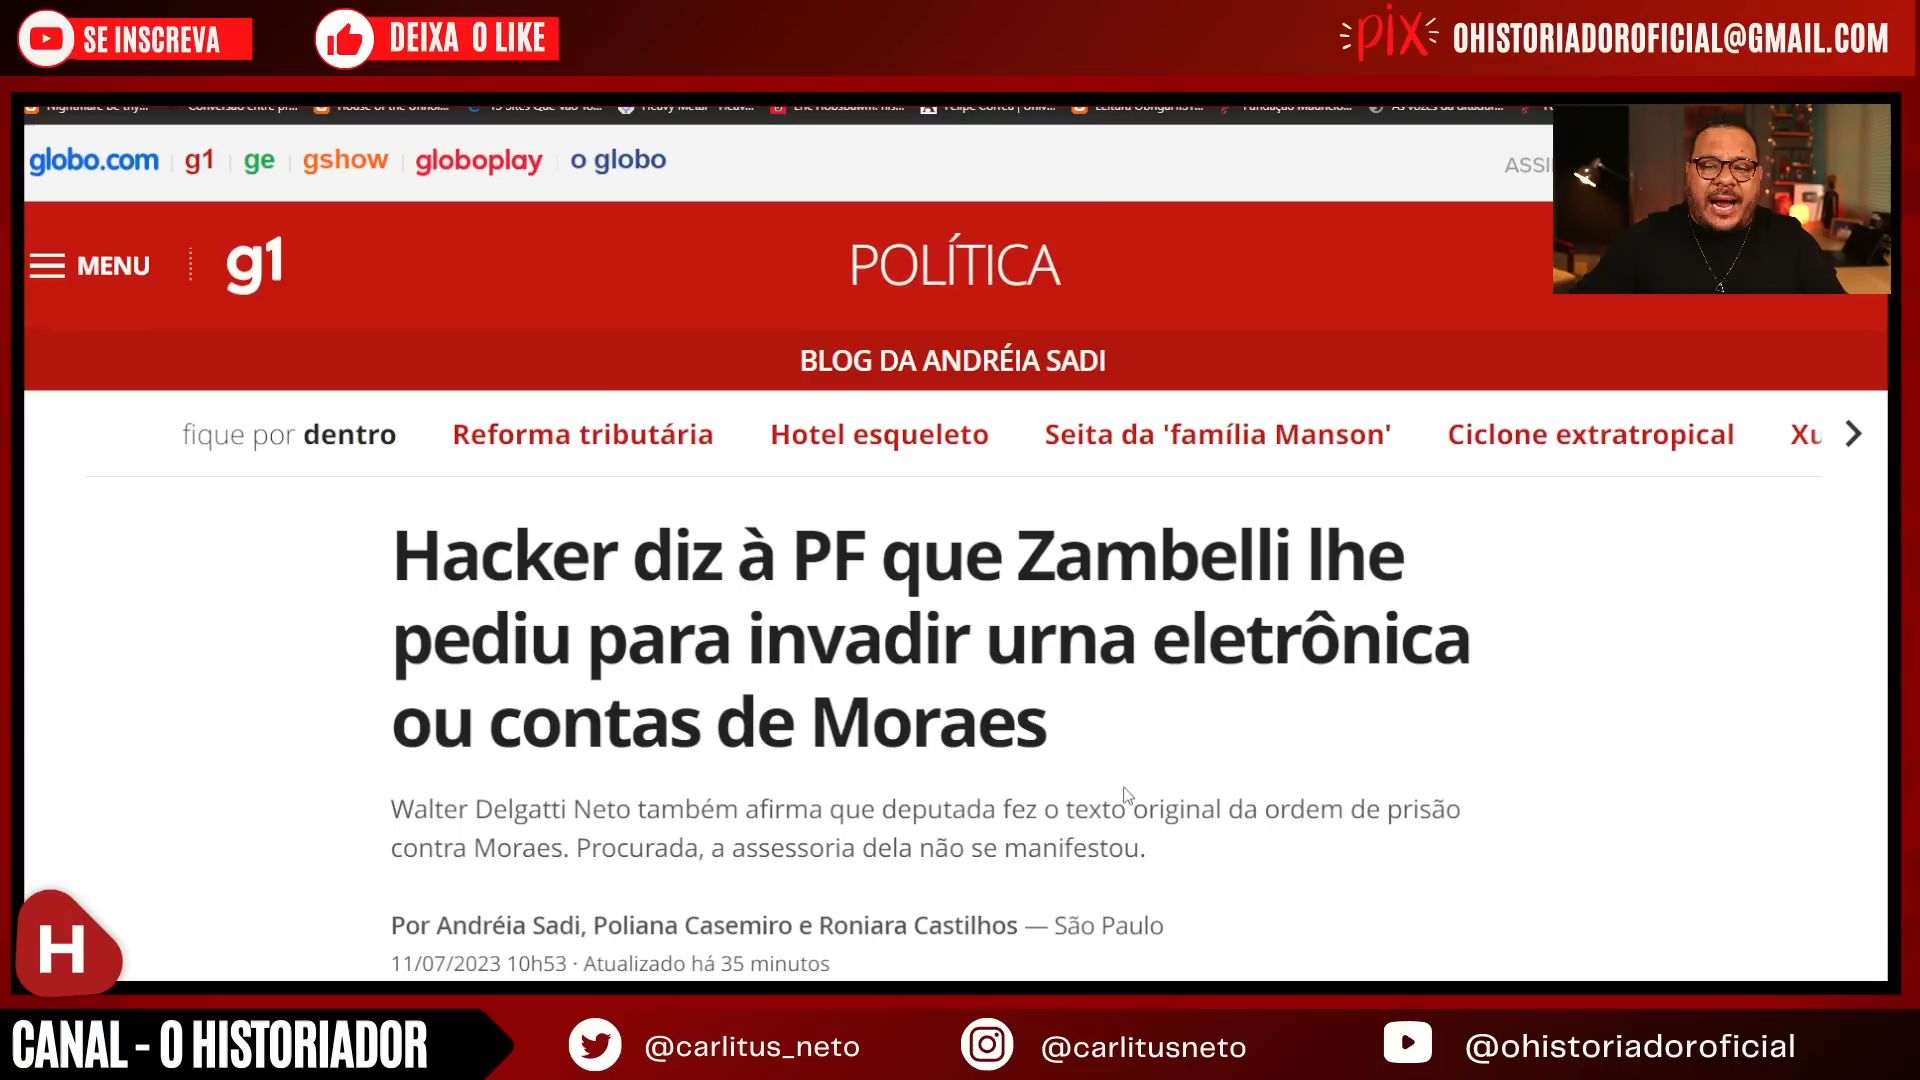 SE INSCREVA
DEIXA O LIKE
PIX OHISTORIADOROFICIAL@GMAIL.COM
globo.com g1 ge gshow globoplay o globo
MENU g1 POLÍTICA
BLOG DA ANDRÉIA SADI
fique por dentro Reforma tributária Hotel esqueleto Seita da 'família Manson' Ciclone extratropical
Hacker diz à PF que Zambelli lhe
pediu para invadir urna eletrônica
ou contas de Moraes
Walter Delgatti Neto também afirma que deputada fez o texto original da ordem de prisão
contra Moraes. Procurada, a assessoria dela não se manifestou.
Por Andréia Sadi, Poliana Casemiro e Roniara Castilhos — São Paulo
11/07/2023 10h53 · Atualizado há 35 minutos
H
CANAL - O HISTORIADOR
@carlitus_neto
@carlitusneto
@ohistoriadoroficial